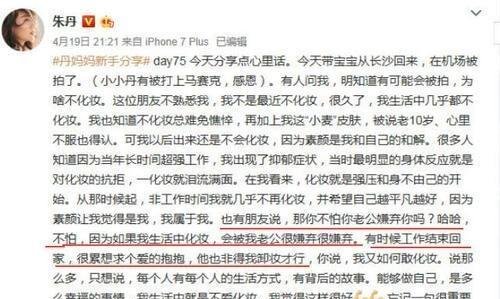 朱丹
4月19日 21:21 来自 iPhone 7 Plus 已编辑
#丹妈妈新手分享# day75 今天分享点心里话。今天带宝宝从长沙回来，在机场被
拍了。（小小丹有被打上马赛克，感恩）。有人问我，明知道有可能会被拍，为
啥不化妆。这位朋友不熟悉我，我不是最近不化妆，很久了，我生活中几乎都不
化妆。我也知道不化妆总难免憔悴，再加上我这“小麦”皮肤，被说老10岁、心里
不服也得认。可我以后出来还是不会化妆，因为素颜是我和自己的和解。很多人
知道因为当年长时间超强工作，我出现了抑郁症状，当时最明显的身体反应就是
对化妆的抗拒，一化妆就泪流满面。在我看来，化妆就是强压和身不由己的开
始。从那时候起，非工作时间我就几乎不再化妆，并希望自己越平凡越好，因
为素颜让我觉得是我，我属于我。也有朋友说，那你不怕你老公嫌弃你吗？哈哈，
不怕，因为如果我生活中化妆，会被我老公很嫌弃很嫌弃。有时候工作结束回
家，很累想求个爱的抱抱，他也非得我卸妆才行，你说，我又如何敢化妆。说那
么多，只想说，每个人有每个人的生活方式，有背后的故事。能够做自己，是多
么幸福的事情。我生活中就是不爱化妆，我觉得这样很好